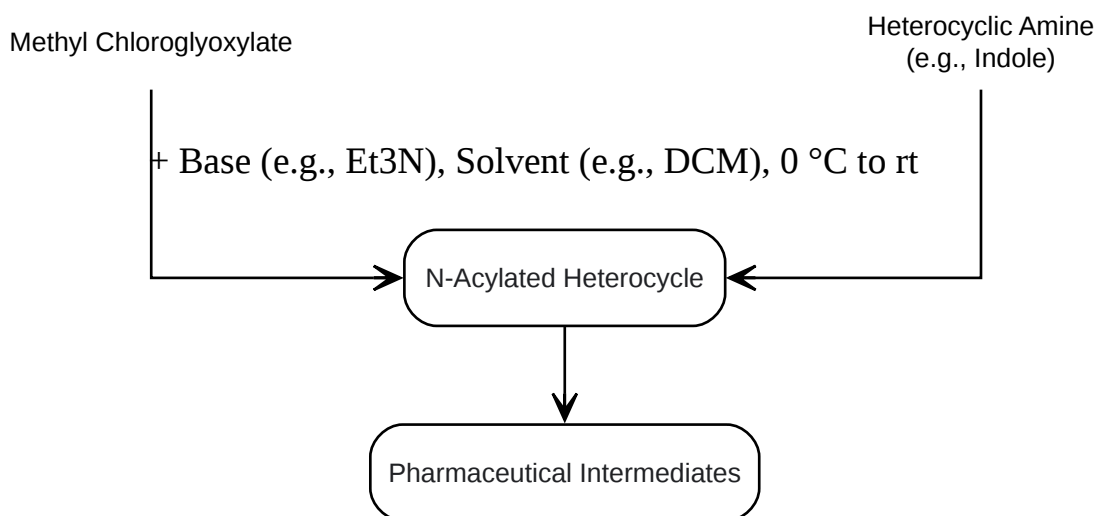 Methyl Chloroglyoxylate
Heterocyclic Amine
(e.g., Indole)
+ Base (e.g., Et3N), Solvent (e.g., DCM), 0 °C to rt
N-Acylated Heterocycle
Pharmaceutical Intermediates